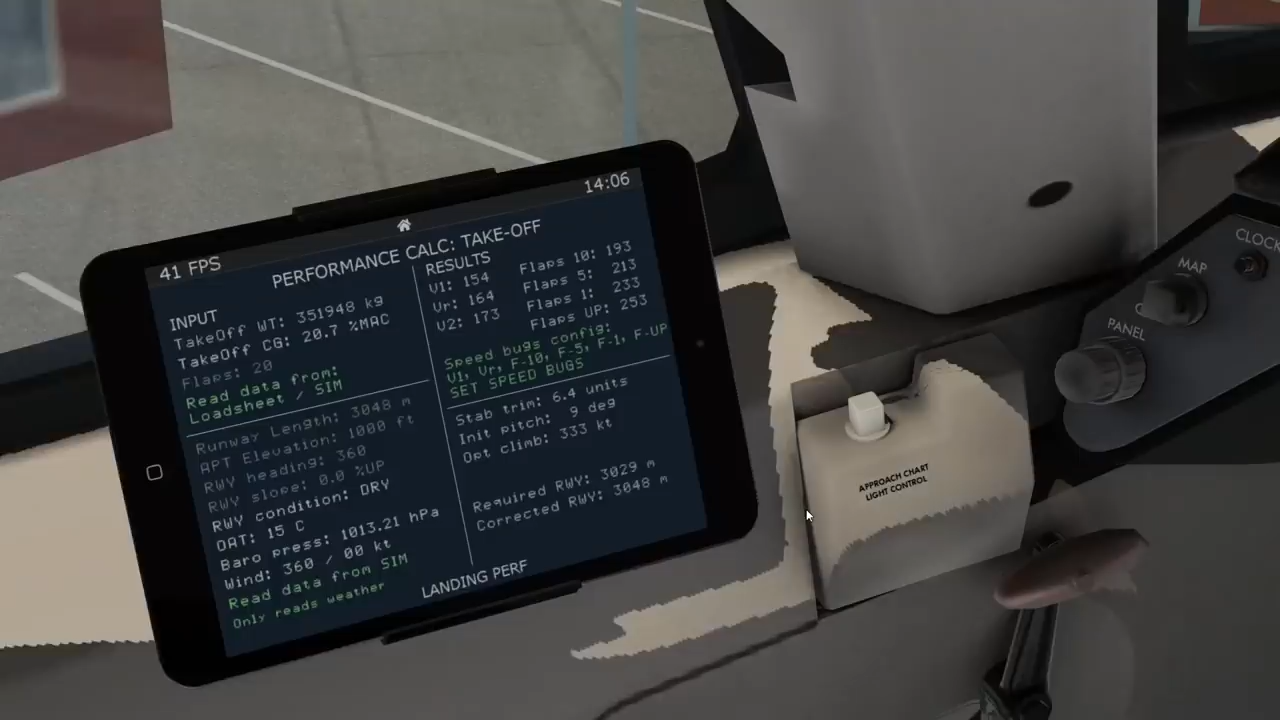 41 FPS
14:06
PERFORMANCE CALC: TAKE-OFF
INPUT
TakeOff WT: 351948 kg
TakeOff CG: 20.7 %MAC
Flaps: 20
Read data from:
Loadsheet / SIM
Runway Length: 3048 m
APT Elevation: 1000 ft
RWY heading: 360
RWY slope: 0.0 %UP
RWY condition: DRY
OAT: 15 C
Baro press: 1013.21 hPa
Wind: 360 / 00 kt
Read data from SIM
Only reads weather
RESULTS
V1: 154
Vr: 164
V2: 173
Flaps 10: 193
Flaps 5: 213
Flaps 1: 233
Flaps UP: 253
Speed bugs config:
V1, Vr, F-10, F-5, F-1, F-UP
SET SPEED BUGS
Stab trim: 6.4 units
Init pitch: 9 deg
Opt climb: 333 kt
Required RWY: 3029 m
Corrected RWY: 3048 m
LANDING PERF
APPROACH CHART
LIGHT CONTROL
CLOCK
MAP
PANEL